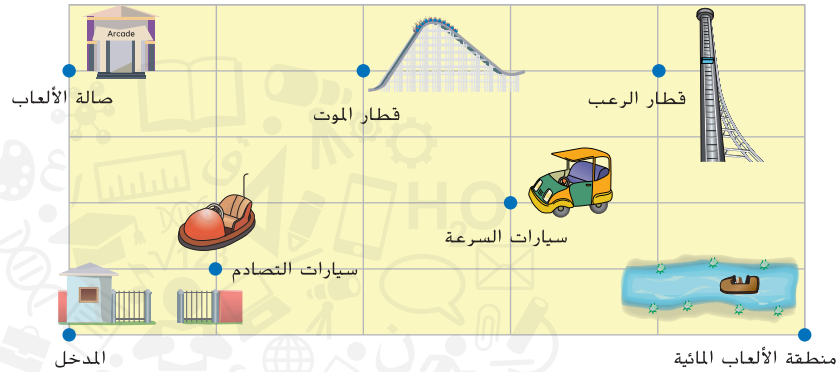 Arcade
قطار الرعب
صالة الألعاب
قطار الموت
سيارات السرعة
سيارات التصادم
منطقة الألعاب المائية
المدخل